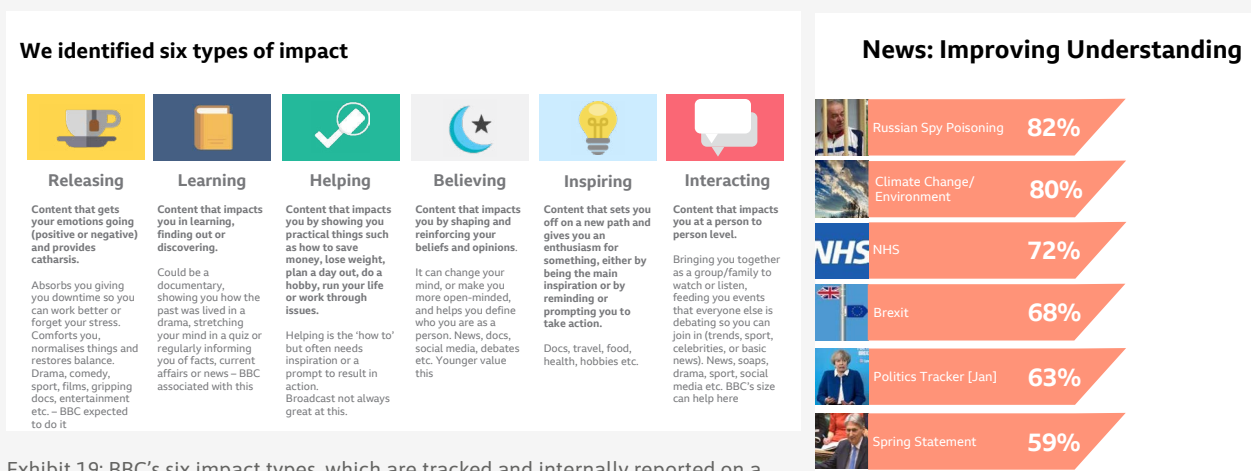 We identified six types of impact
Releasing
Content that gets
your emotions going
(positive or negative)
and provides
catharsis.
Absorbs you giving
you downtime so you
can work better or
forget your stress.
Comforts you,
normalises things and
restores balance.
Drama, comedy,
sport, films, gripping
docs, entertainment
etc. – BBC expected
to do it
Learning
Content that impacts
you in learning,
finding out or
discovering.
Could be a
documentary,
showing you how the
past was lived in a
drama, stretching
your mind in a quiz or
regularly informing
you of facts, current
affairs or news – BBC
associated with this
Helping
Content that impacts
you by showing you
practical things such
as how to save
money, lose weight,
plan a day out, do a
hobby, run your life
or work through
issues.
Helping is the ‘how to’
but often needs
inspiration or a
prompt to result in
action.
Broadcast not always
great at this.
Believing
Content that impacts
you by shaping and
reinforcing your
beliefs and opinions.
It can change your
mind, or make you
more open-minded,
and helps you define
who you are as a
person. News, docs,
social media, debates
etc. Younger value
this
Inspiring
Content that sets you
off on a new path and
gives you an
enthusiasm for
something, either by
being the main
inspiration or by
reminding or
prompting you to
take action.
Docs, travel, food,
health, hobbies etc.
Interacting
Content that impacts
you at a person to
person level.
Bringing you together
as a group/family to
watch or listen,
feeding you events
that everyone else is
debating so you can
join in (trends, sport,
celebrities, or basic
news). News, soaps,
drama, sport, social
media etc. BBC’s size
can help here
Exhibit 19: BBC’s six impact types, which are tracked and internally reported on a
News: Improving Understanding
Russian Spy Poisoning 82%
Climate Change/
Environment 80%
NHS
NHS 72%
Brexit 68%
Politics Tracker [Jan] 63%
Spring Statement 59%